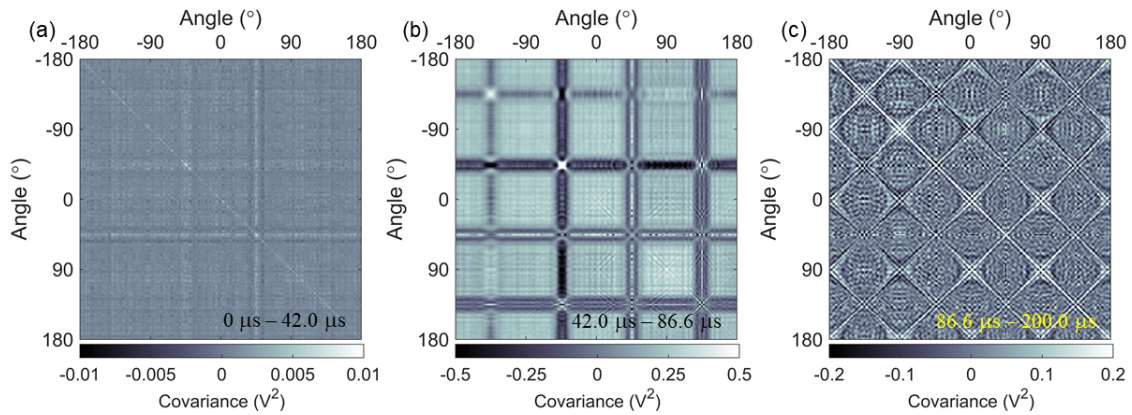 (a)
Angle (°)
-180 -90 0 90 180
-180
-90
0
90
180
Angle (°)
0 µs – 42.0 µs
-0.01 -0.005 0 0.005 0.01
Covariance (V²)
(b)
Angle (°)
-180 -90 0 90 180
-180
-90
0
90
180
Angle (°)
42.0 µs – 86.6 µs
-0.5 -0.25 0 0.25 0.5
Covariance (V²)
(c)
Angle (°)
-180 -90 0 90 180
-180
-90
0
90
180
Angle (°)
86.6 µs – 200.0 µs
-0.2 -0.1 0 0.1 0.2
Covariance (V²)